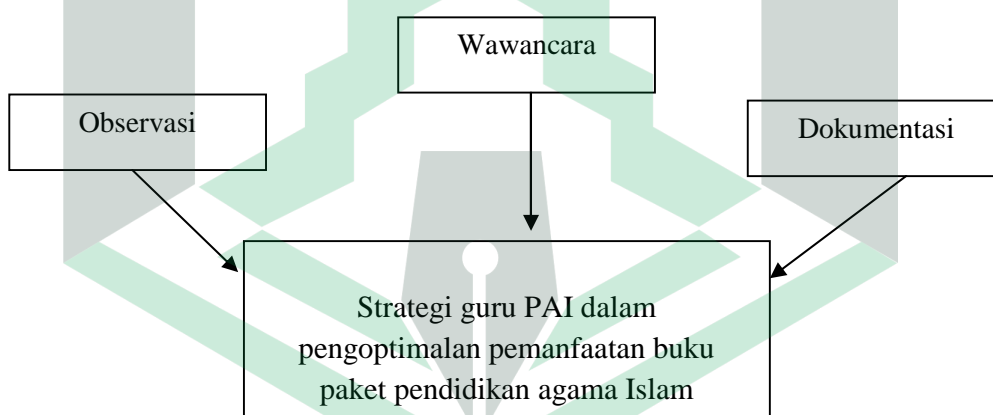 Wawancara
Observasi
Dokumentasi
Strategi guru PAI dalam
pengoptimalan pemanfaatan buku
paket pendidikan agama Islam